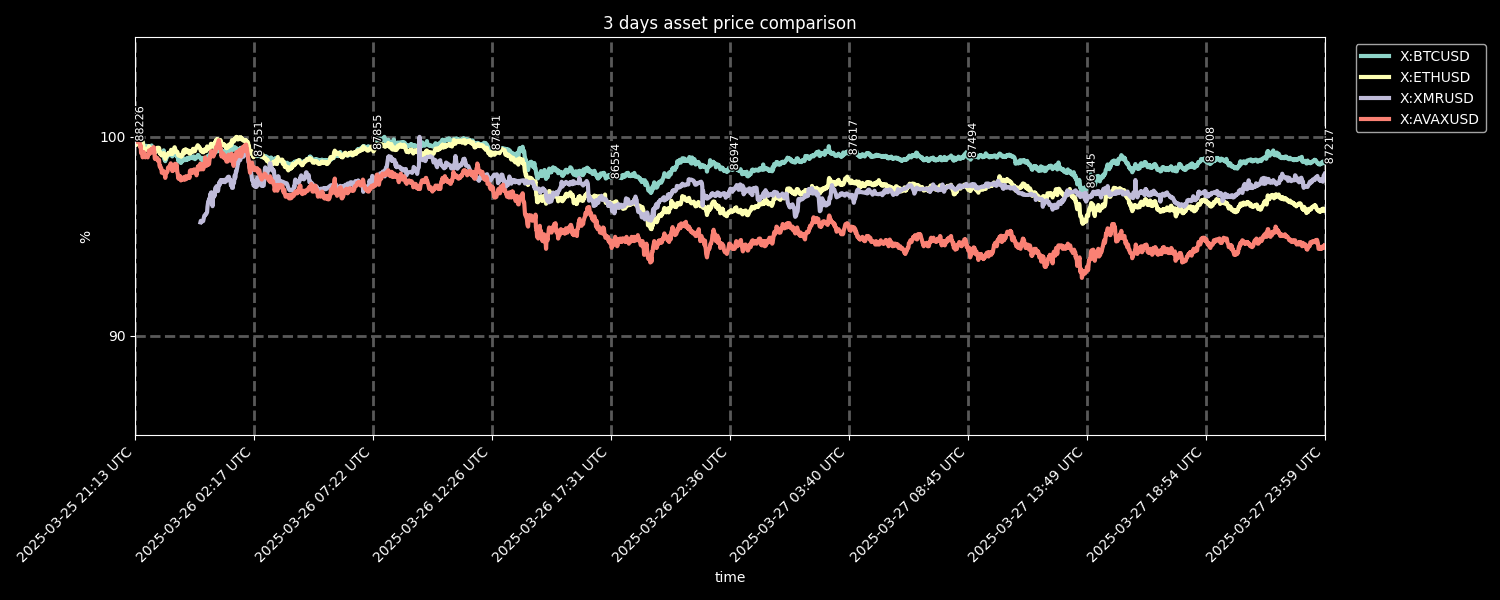 3 days asset price comparison
X:BTCUSD
X:ETHUSD
X:XMRUSD
X:AVAXUSD
100
90
%
88226
87551
87855
87841
86554
86947
87617
87494
86145
87308
87217
2025-03-25 21:13 UTC
2025-03-26 02:17 UTC
2025-03-26 07:22 UTC
2025-03-26 12:26 UTC
2025-03-26 17:31 UTC
2025-03-26 22:36 UTC
2025-03-27 03:40 UTC
2025-03-27 08:45 UTC
2025-03-27 13:49 UTC
2025-03-27 18:54 UTC
2025-03-27 23:59 UTC
time